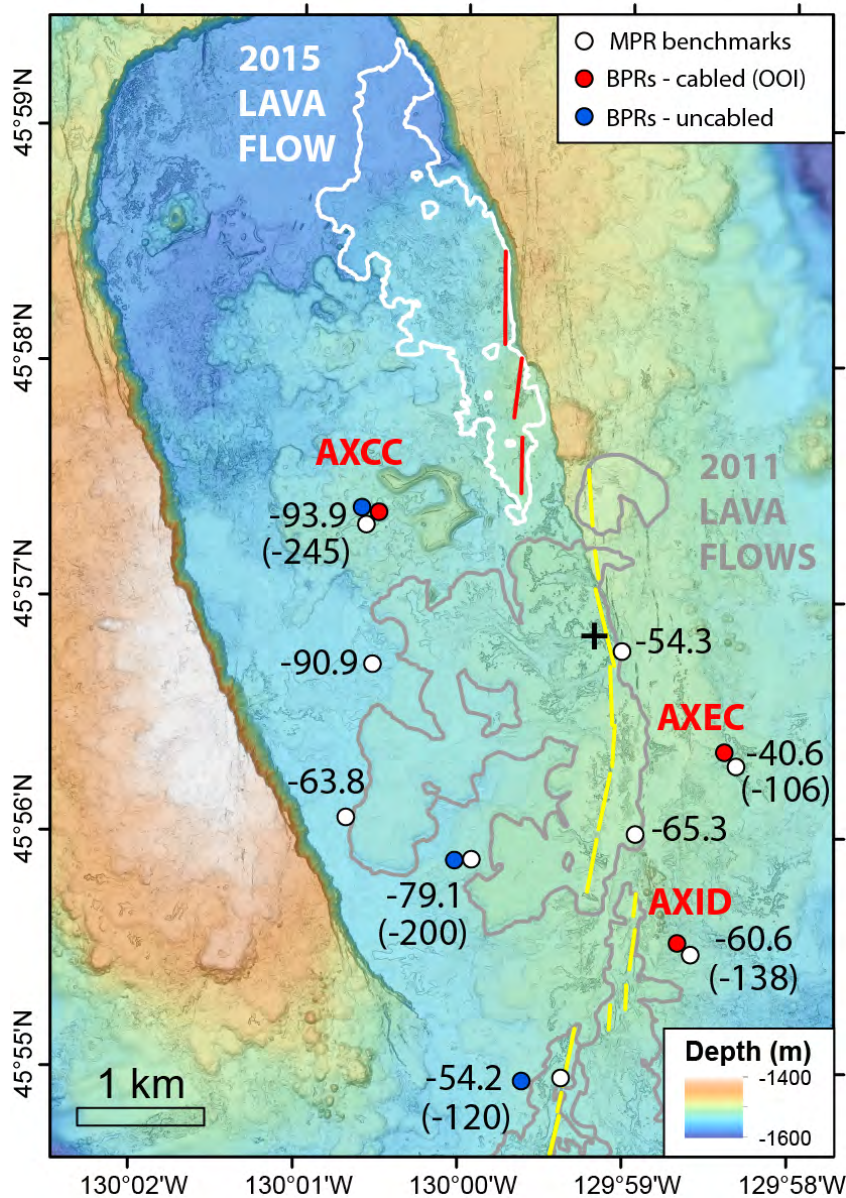 2015
LAVA
FLOW
MPR benchmarks
BPRs - cabled (OOI)
BPRs - uncabled
45°59'N
45°58'N
45°57'N
45°56'N
45°55'N
AXCC
-93.9
(-245)
2011
LAVA
FLOWS
-90.9
-54.3
AXEC
-40.6
(-106)
-63.8
-65.3
-79.1
(-200)
AXID
-60.6
(-138)
-54.2
(-120)
1 km
Depth (m)
-1400
-1600
130°02'W
130°01'W
130°00'W
129°59'W
129°58'W